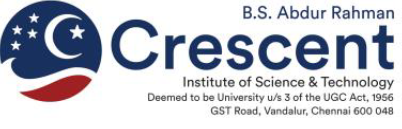 B.S. Abdur Rahman
Crescent
Institute of Science & Technology
Deemed to be University u/s 3 of the UGC Act, 1956
GST Road, Vandalur, Chennai 600 048